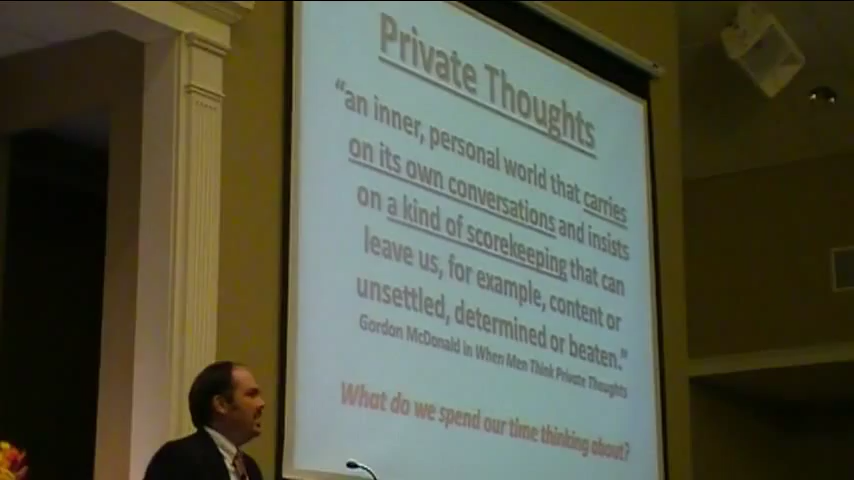 Private Thoughts
“an inner, personal world that carries
on its own conversations and insists
on a kind of scorekeeping that can
leave us, for example, content or
unsettled, determined or beaten.”
Gordon McDonald in When Men Think Private Thoughts
What do we spend our time thinking about?